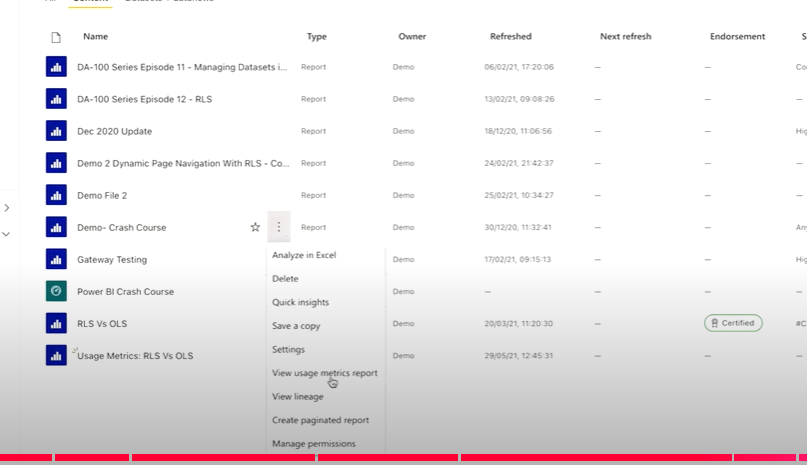 Content
Name Type Owner Refreshed Next refresh Endorsement S
DA-100 Series Episode 11 - Managing Datasets i... Report Demo 06/02/21, 17:20:06 — — Co
DA-100 Series Episode 12 - RLS Report Demo 13/02/21, 09:08:26 — — —
Dec 2020 Update Report Demo 18/12/20, 11:06:56 — — Hig
Demo 2 Dynamic Page Navigation With RLS - Co... Report Demo 24/02/21, 21:42:37 — — —
Demo File 2 Report Demo 25/02/21, 10:34:27 — — —
Demo- Crash Course Report Demo 30/12/20, 11:32:41 — — An
Analyze in Excel
Gateway Testing Demo 17/02/21, 09:15:13 — — Hig
Delete
Power BI Crash Course Demo — — — —
Quick insights
RLS Vs OLS Demo 20/03/21, 11:20:30 — Certified #C
Save a copy
Settings
Usage Metrics: RLS Vs OLS Demo 29/05/21, 12:45:31 — — —
View usage metrics report
View lineage
Create paginated report
Manage permissions